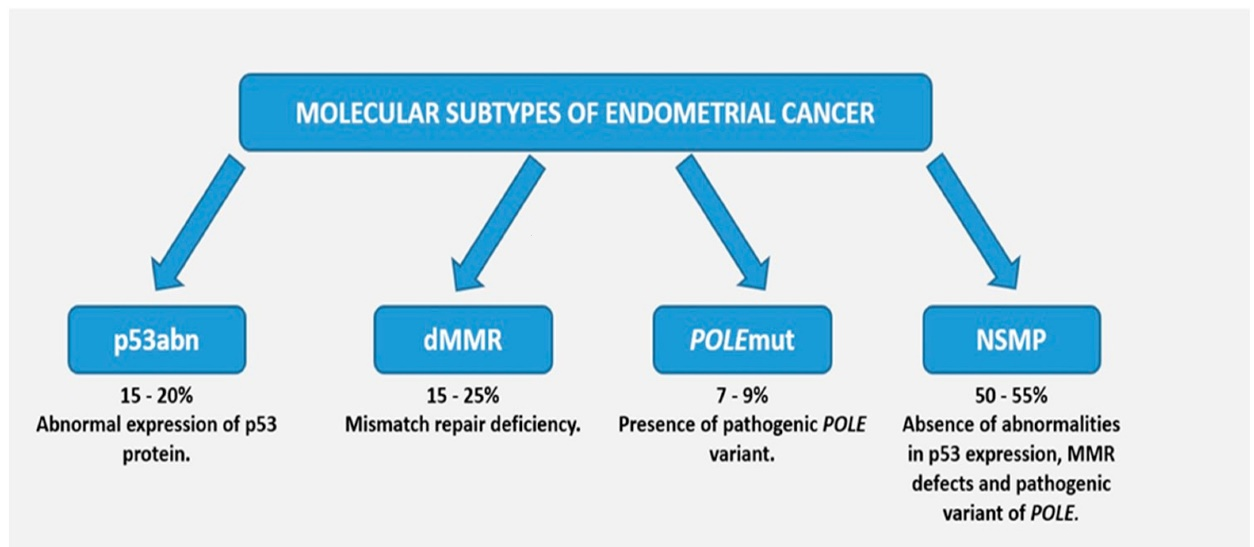 MOLECULAR SUBTYPES OF ENDOMETRIAL CANCER
p53abn
15 - 20%
Abnormal expression of p53
protein.
dMMR
15 - 25%
Mismatch repair deficiency.
POLEmut
7 - 9%
Presence of pathogenic POLE
variant.
NSMP
50 - 55%
Absence of abnormalities
in p53 expression, MMR
defects and pathogenic
variant of POLE.